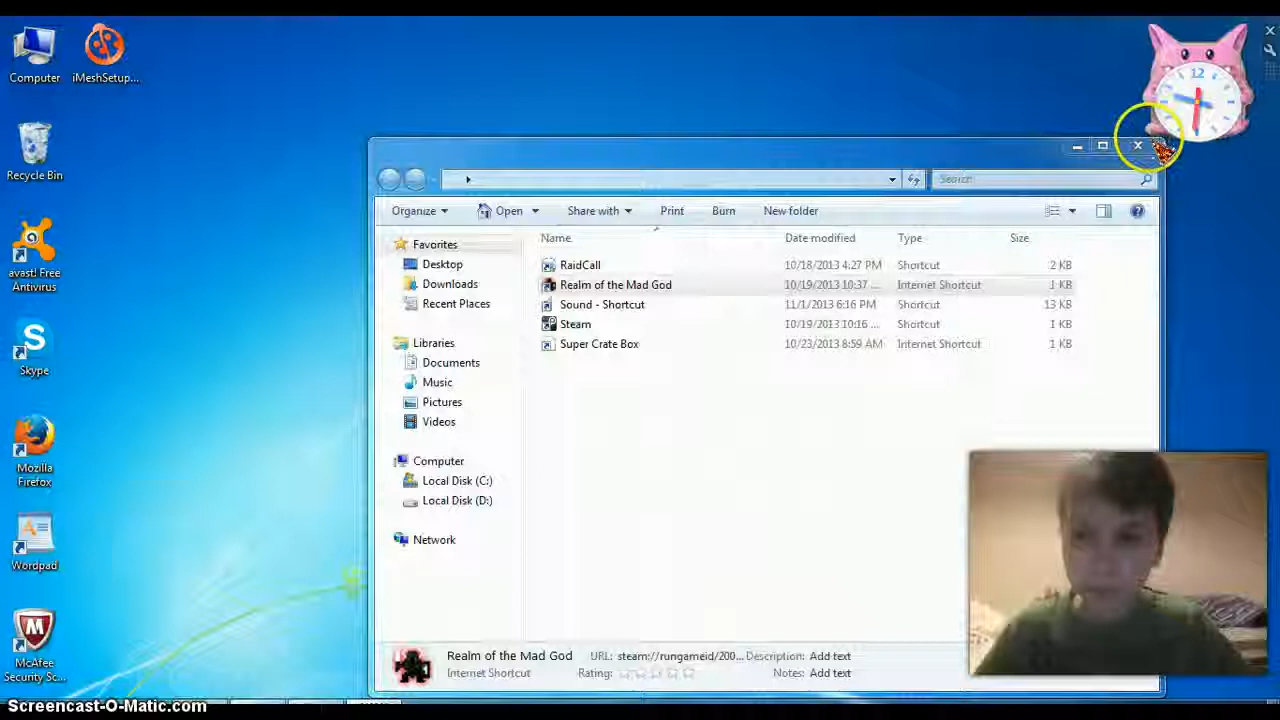 Computer
iMeshSetup...
12
Recycle Bin
Search
Organize
Open
Share with
Print
Burn
New folder
Name
Date modified
Type
Size
avast! Free
Antivirus
Favorites
Desktop
Downloads
Recent Places
RaidCall 10/18/2013 4:27 PM Shortcut 2 KB
Realm of the Mad God 10/19/2013 10:37 ... Internet Shortcut 1 KB
Sound - Shortcut 11/1/2013 6:16 PM Shortcut 13 KB
Steam 10/19/2013 10:16 ... Shortcut 1 KB
Super Crate Box 10/23/2013 8:59 AM Internet Shortcut 1 KB
Skype
Libraries
Documents
Music
Pictures
Videos
Mozilla
Firefox
Computer
Local Disk (C:)
Local Disk (D:)
Network
Wordpad
McAfee
Security Sc...
Realm of the Mad God URL: steam://rungameid/200... Description: Add text
Internet Shortcut Rating: Notes: Add text
Screencast-O-Matic.com